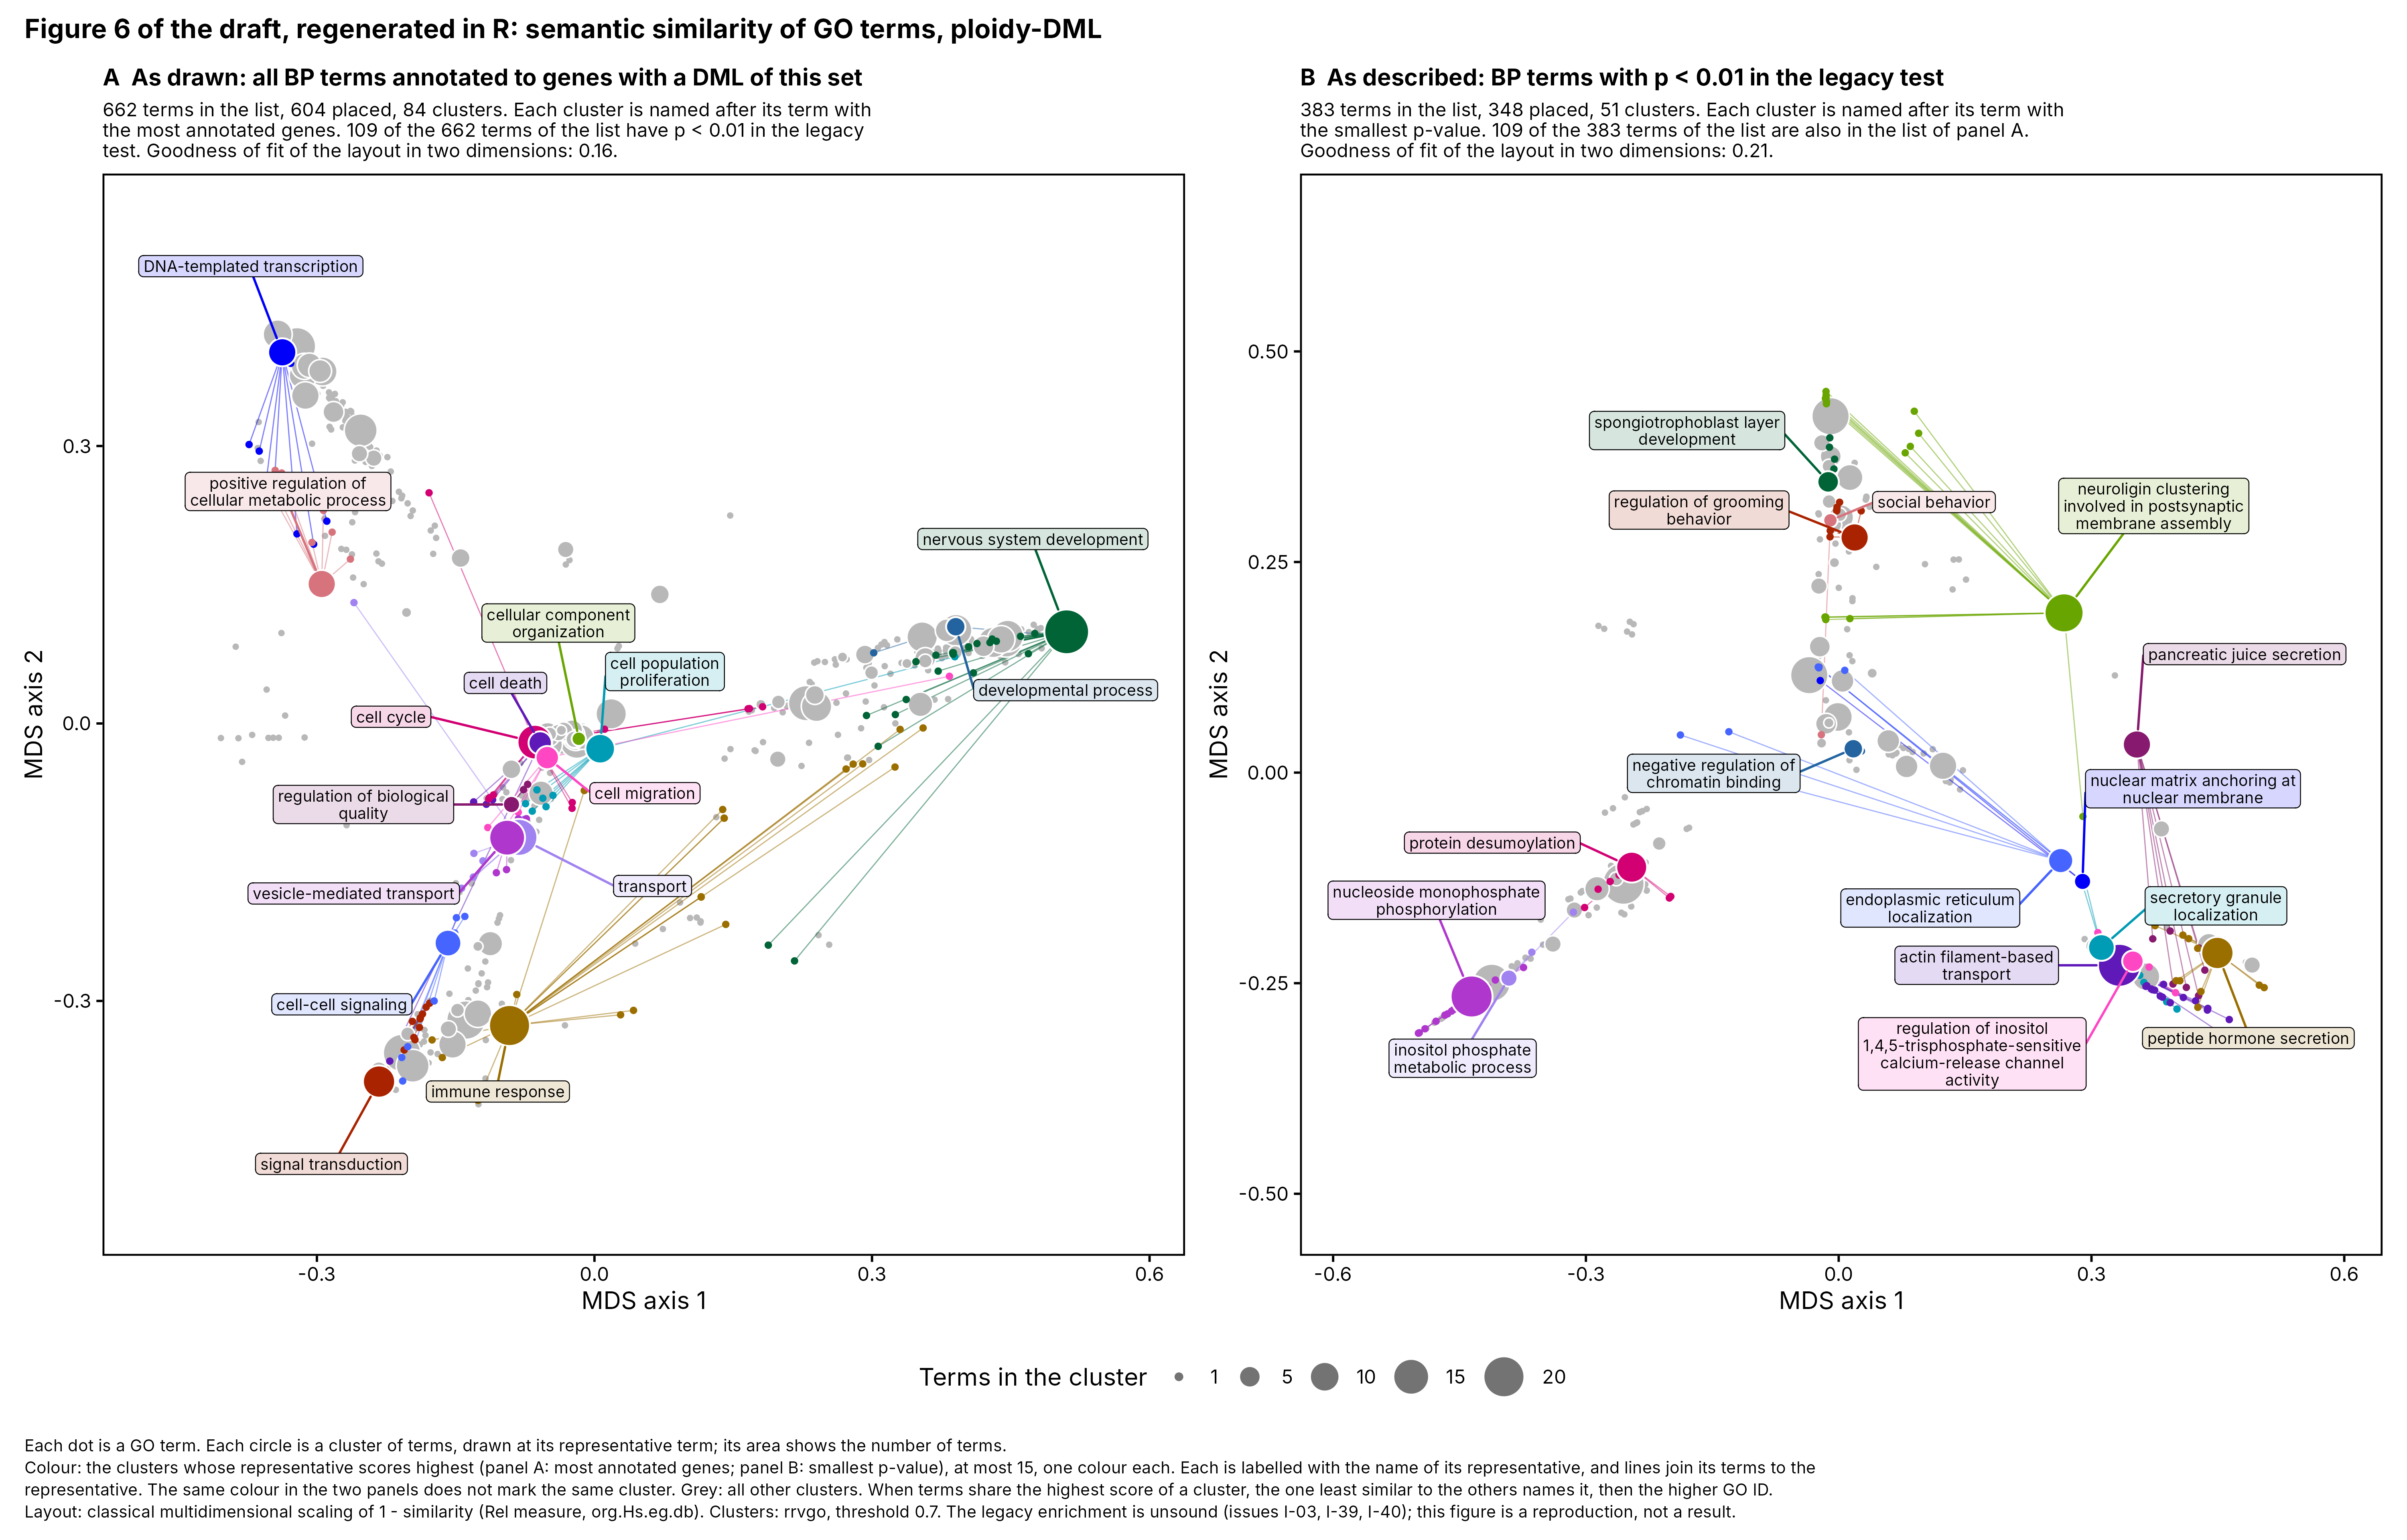 Figure 6 of the draft, regenerated in R: semantic similarity of GO terms, ploidy-DML
A As drawn: all BP terms annotated to genes with a DML of this set
662 terms in the list, 604 placed, 84 clusters. Each cluster is named after its term with
the most annotated genes. 109 of the 662 terms of the list have p < 0.01 in the legacy
test. Goodness of fit of the layout in two dimensions: 0.16.
DNA-templated transcription
positive regulation of
cellular metabolic process
nervous system development
cellular component
organization
cell population
proliferation
cell death
developmental process
cell cycle
regulation of biological
quality
cell migration
vesicle-mediated transport
transport
cell-cell signaling
immune response
signal transduction
0.3
0.0
-0.3
MDS axis 2
-0.3
0.0
0.3
0.6
MDS axis 1
B As described: BP terms with p < 0.01 in the legacy test
383 terms in the list, 348 placed, 51 clusters. Each cluster is named after its term with
the smallest p-value. 109 of the 383 terms of the list are also in the list of panel A.
Goodness of fit of the layout in two dimensions: 0.21.
spongiotrophoblast layer
development
regulation of grooming
behavior
social behavior
neuroligin clustering
involved in postsynaptic
membrane assembly
pancreatic juice secretion
negative regulation of
chromatin binding
nuclear matrix anchoring at
nuclear membrane
protein desumoylation
nucleoside monophosphate
phosphorylation
endoplasmic reticulum
localization
secretory granule
localization
actin filament-based
transport
inositol phosphate
metabolic process
regulation of inositol
1,4,5-trisphosphate-sensitive
calcium-release channel
activity
peptide hormone secretion
0.50
0.25
0.00
-0.25
-0.50
MDS axis 2
-0.6
-0.3
0.0
0.3
0.6
MDS axis 1
Terms in the cluster 1 5 10 15 20
Each dot is a GO term. Each circle is a cluster of terms, drawn at its representative term; its area shows the number of terms.
Colour: the clusters whose representative scores highest (panel A: most annotated genes; panel B: smallest p-value), at most 15, one colour each. Each is labelled with the name of its representative, and lines join its terms to the
representative. The same colour in the two panels does not mark the same cluster. Grey: all other clusters. When terms share the highest score of a cluster, the one least similar to the others names it, then the higher GO ID.
Layout: classical multidimensional scaling of 1 - similarity (Rel measure, org.Hs.eg.db). Clusters: rrvgo, threshold 0.7. The legacy enrichment is unsound (issues I-03, I-39, I-40); this figure is a reproduction, not a result.